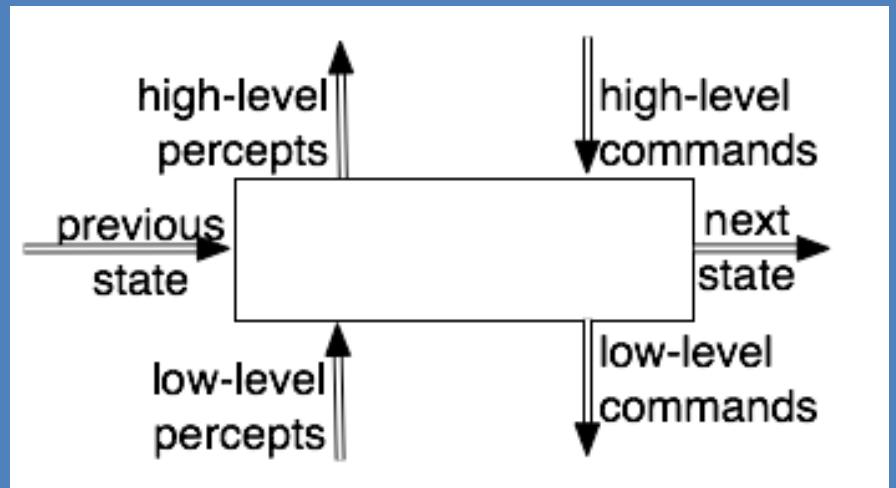 high-level
percepts
high-level
commands
previous
state
next
state
low-level
percepts
low-level
commands